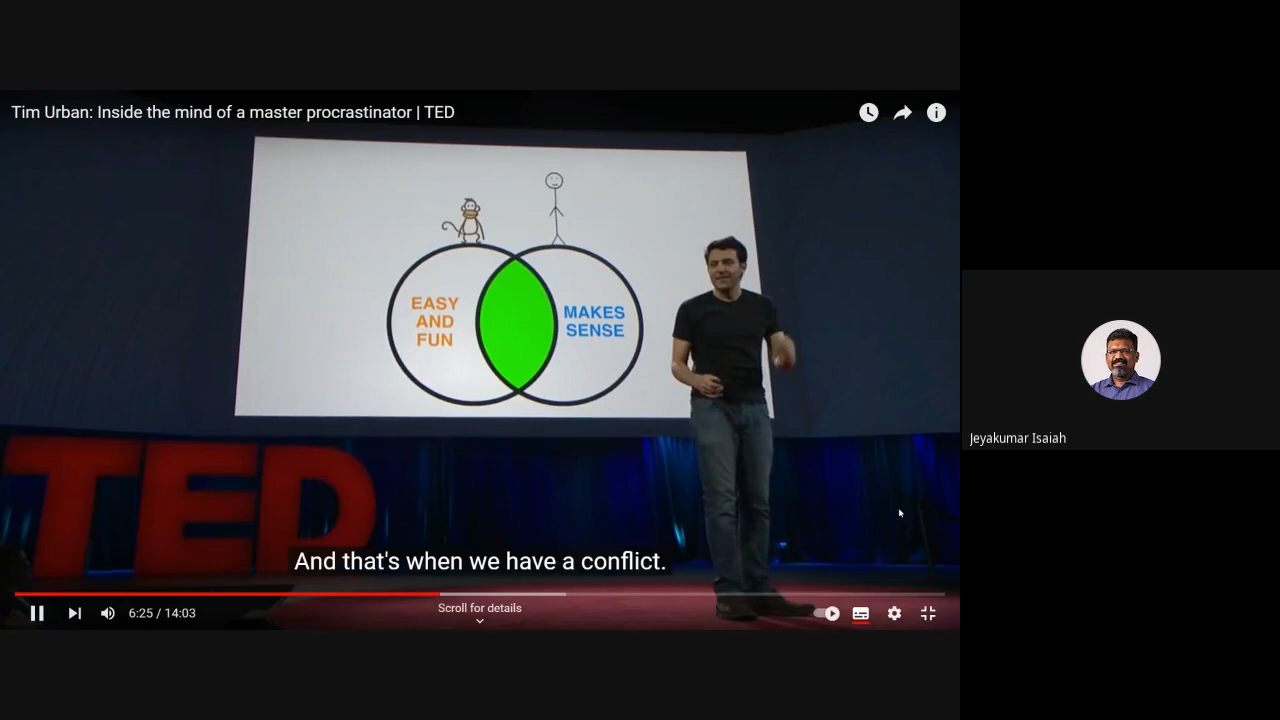 Tim Urban: Inside the mind of a master procrastinator | TED
EASY
AND
FUN
MAKES
SENSE
TED
And that's when we have a conflict.
6:25 / 14:03
Scroll for details
Jeyakumar Isaiah